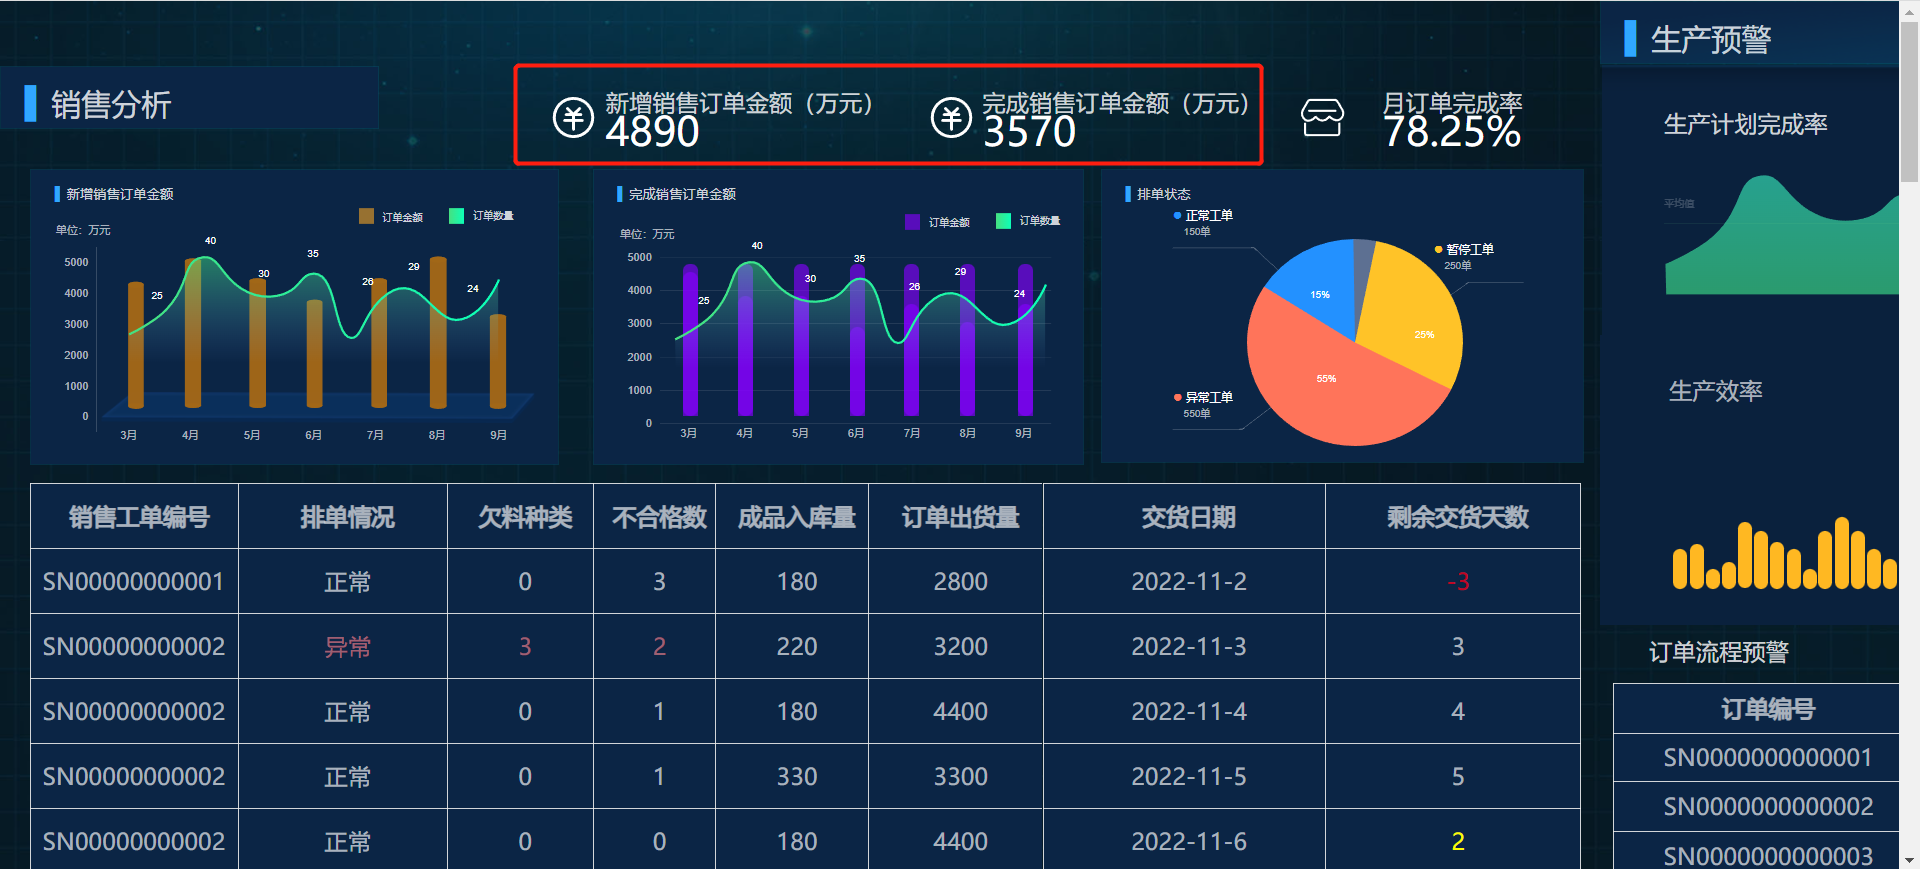 销售分析
新增销售订单金额（万元）
4890
完成销售订单金额（万元）
3570
月订单完成率
78.25%
新增销售订单金额
订单金额
订单数量
单位：万元
5000
4000
3000
2000
1000
0
25
40
30
35
26
29
24
3月
4月
5月
6月
7月
8月
9月
完成销售订单金额
订单金额
订单数量
单位：万元
5000
4000
3000
2000
1000
0
25
40
30
35
26
29
24
3月
4月
5月
6月
7月
8月
9月
排单状态
正常工单
150单
暂停工单
250单
异常工单
550单
15%
25%
55%
销售工单编号 排单情况 欠料种类 不合格数 成品入库量 订单出货量 交货日期 剩余交货天数
SN00000000001 正常 0 3 180 2800 2022-11-2 -3
SN00000000002 异常 3 2 220 3200 2022-11-3 3
SN00000000002 正常 0 1 180 4400 2022-11-4 4
SN00000000002 正常 0 1 330 3300 2022-11-5 5
SN00000000002 正常 0 0 180 4400 2022-11-6 2
生产预警
生产计划完成率
平均值
生产效率
订单流程预警
订单编号
SN0000000000001
SN0000000000002
SN0000000000003